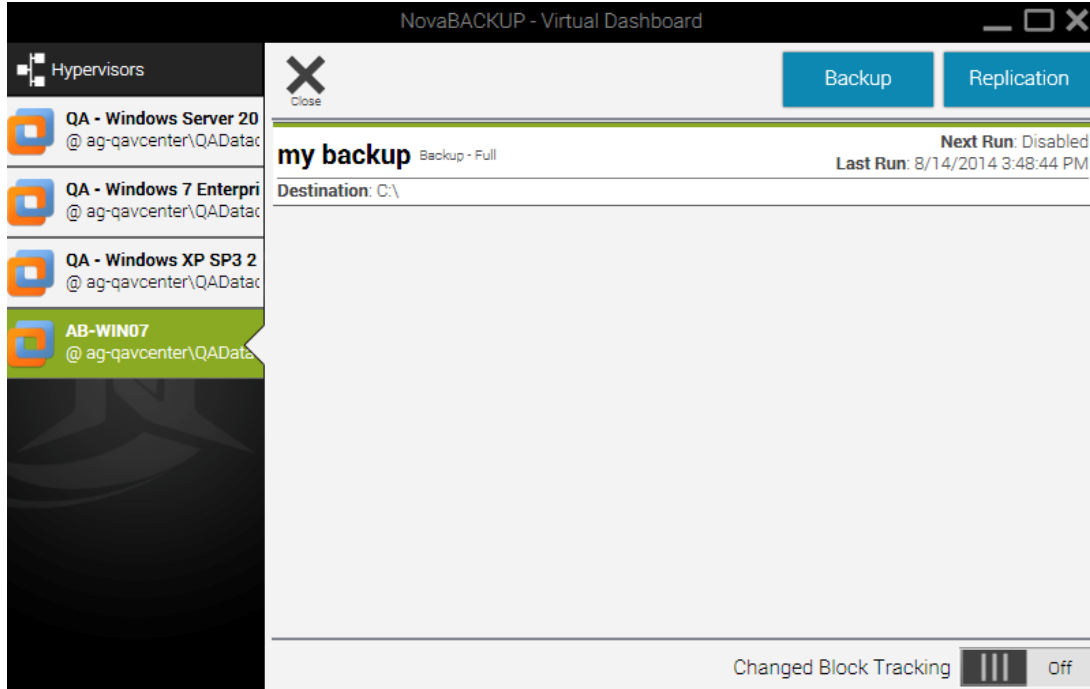 NovaBACKUP - Virtual Dashboard
Hypervisors
QA - Windows Server 20
@ ag-qavcenter\QADatac
QA - Windows 7 Enterpri
@ ag-qavcenter\QADatac
QA - Windows XP SP3 2
@ ag-qavcenter\QADatac
AB-WIN07
@ ag-qavcenter\QAData
Close
Backup
Replication
my backup Backup - Full
Next Run: Disabled
Last Run: 8/14/2014 3:48:44 PM
Destination: C:\
Changed Block Tracking
Off